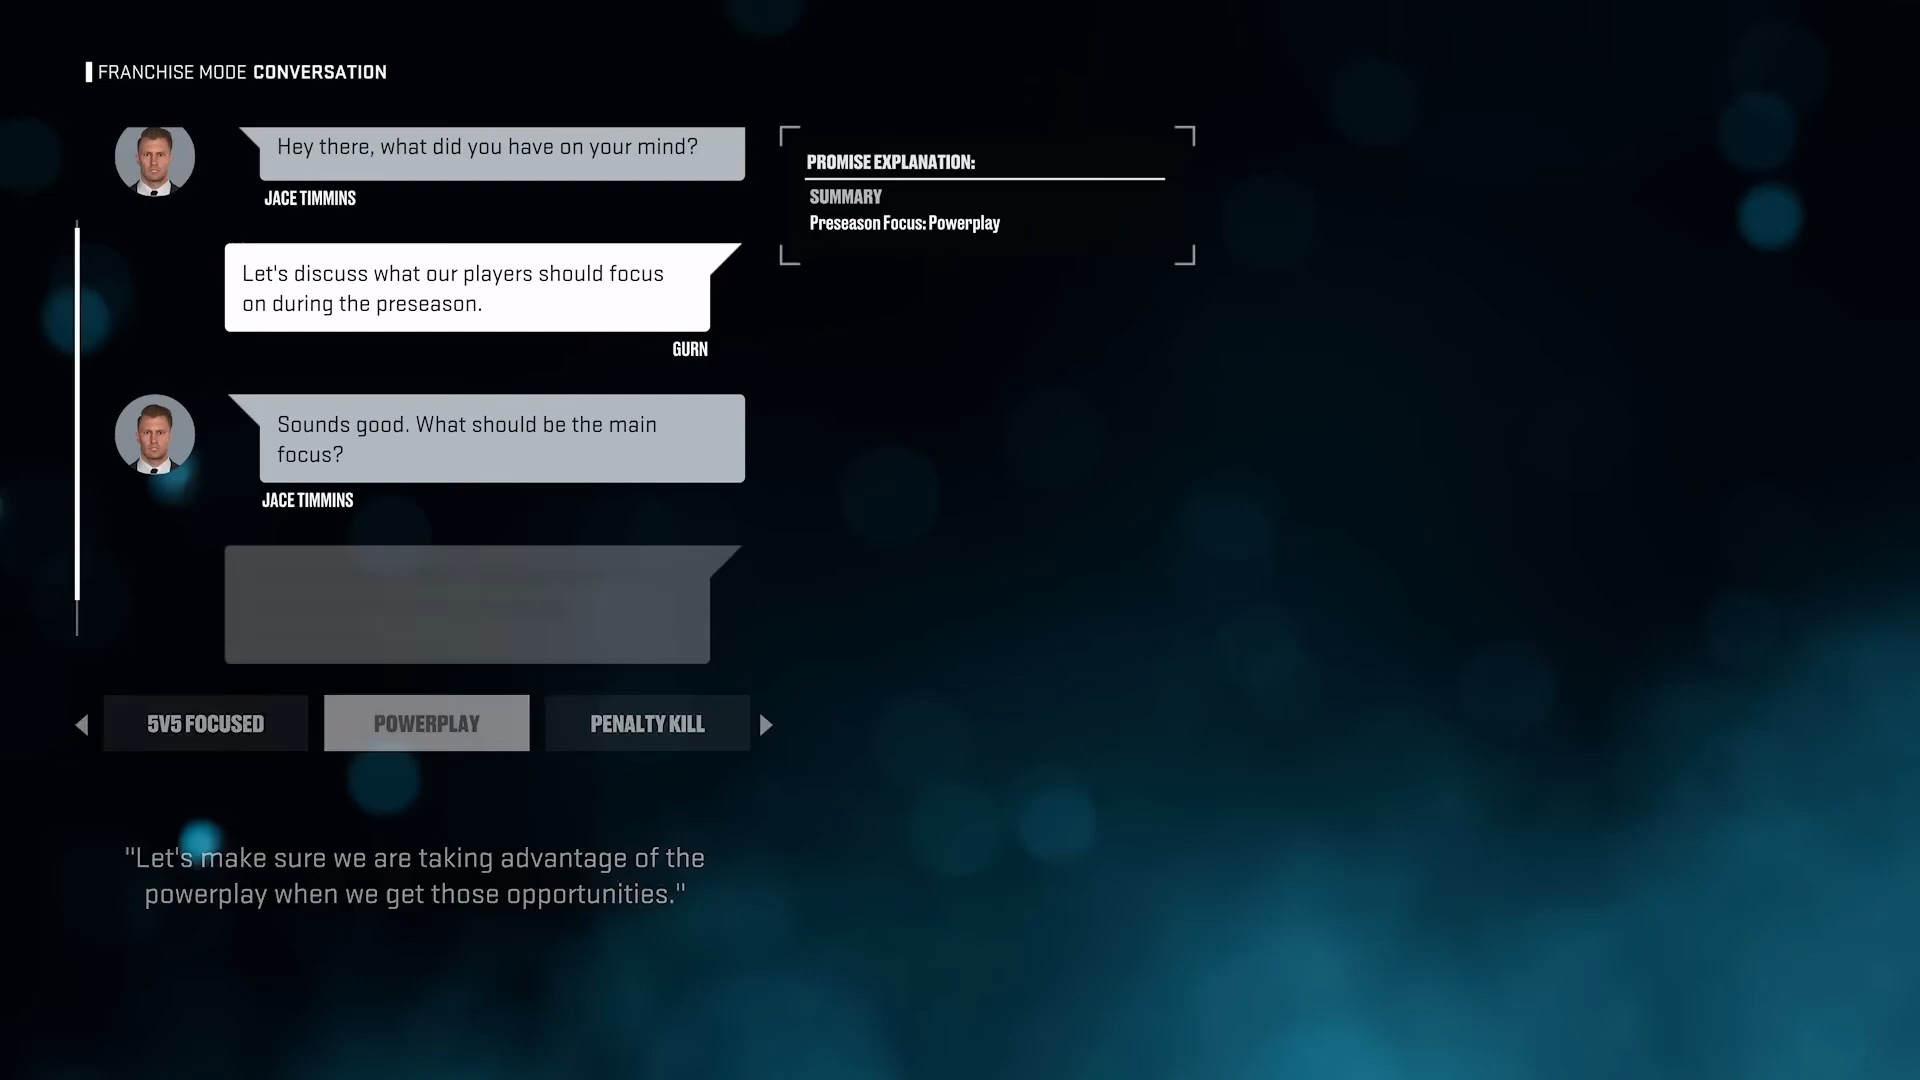 FRANCHISE MODE CONVERSATION
Hey there, what did you have on your mind?
JACE TIMMINS
Let's discuss what our players should focus
on during the preseason.
GURN
Sounds good. What should be the main
focus?
JACE TIMMINS
5V5 FOCUSED
POWERPLAY
PENALTY KILL
"Let's make sure we are taking advantage of the
powerplay when we get those opportunities."
PROMISE EXPLANATION:
SUMMARY
Preseason Focus: Powerplay